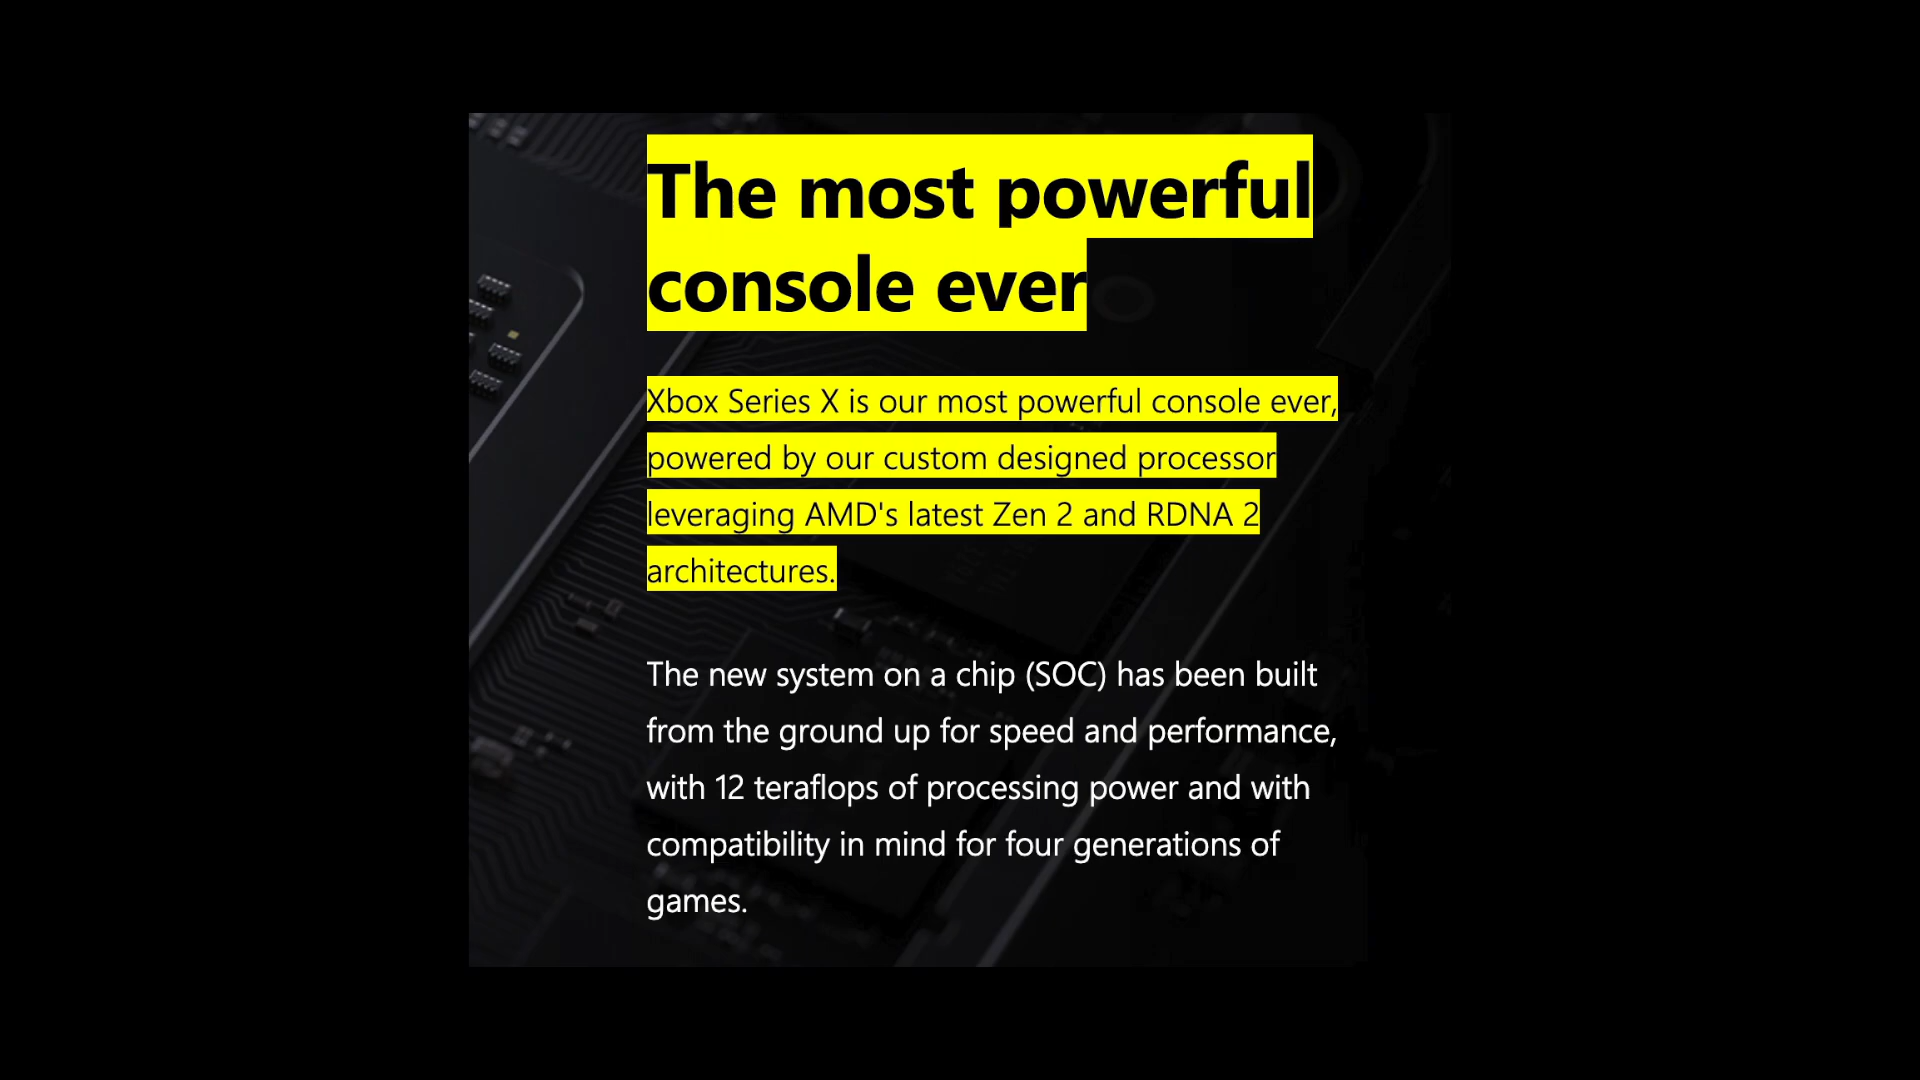 The most powerful
console ever
Xbox Series X is our most powerful console ever,
powered by our custom designed processor
leveraging AMD's latest Zen 2 and RDNA 2
architectures.
The new system on a chip (SOC) has been built
from the ground up for speed and performance,
with 12 teraflops of processing power and with
compatibility in mind for four generations of
games.